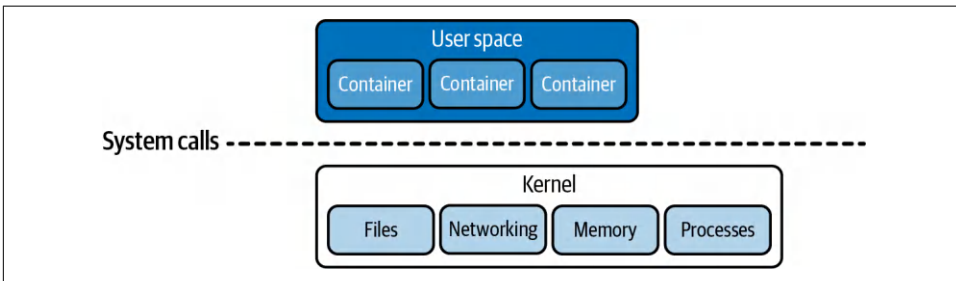 User space
Container Container Container
System calls
Kernel
Files Networking Memory Processes